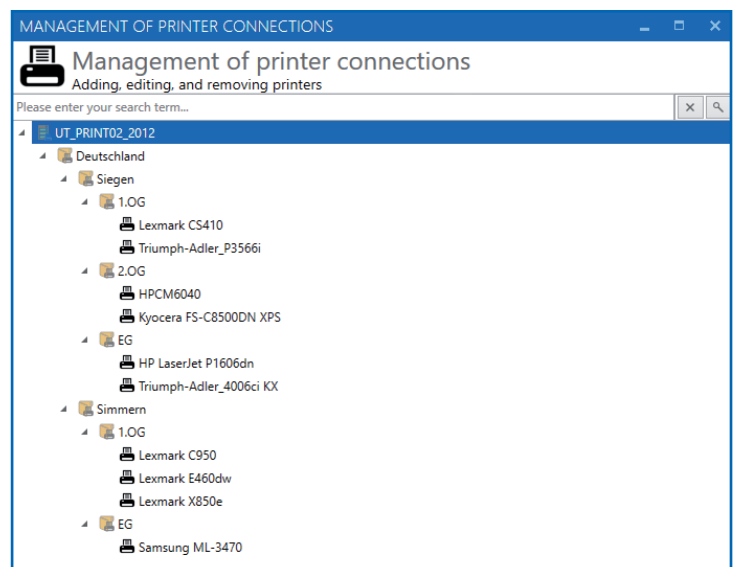 MANAGEMENT OF PRINTER CONNECTIONS
Management of printer connections
Adding, editing, and removing printers
Please enter your search term...
UT_PRINT02_2012
Deutschland
Siegen
1.OG
Lexmark CS410
Triumph-Adler_P3566i
2.OG
HPCM6040
Kyocera FS-C8500DN XPS
EG
HP LaserJet P1606dn
Triumph-Adler_4006ci KX
Simmern
1.OG
Lexmark C950
Lexmark E460dw
Lexmark X850e
EG
Samsung ML-3470